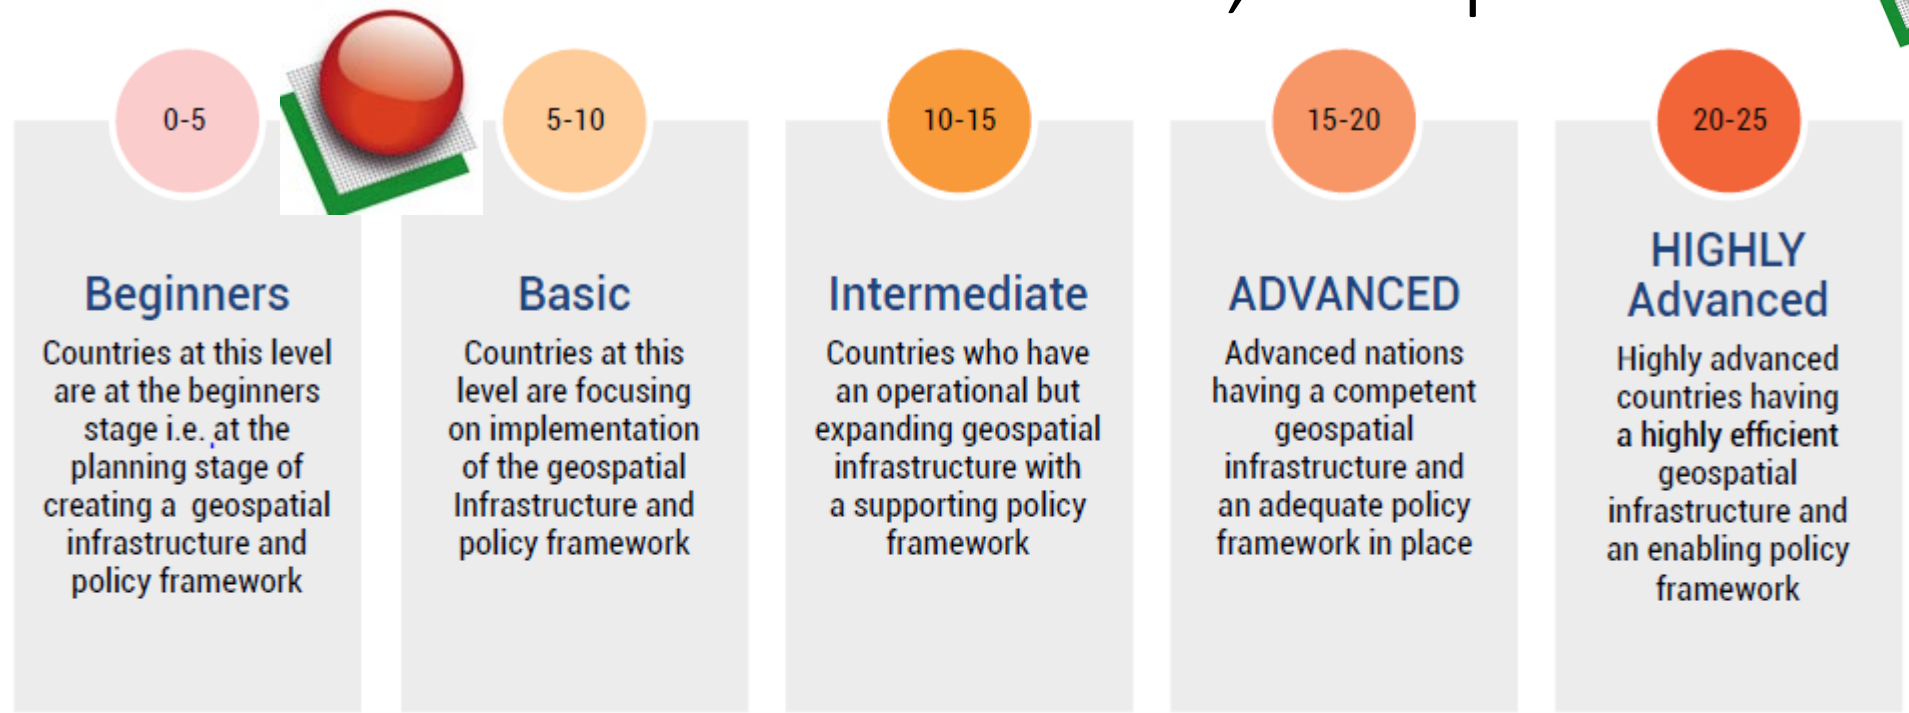 0-5
Beginners
Countries at this level
are at the beginners
stage i.e. at the
planning stage of
creating a  geospatial
infrastructure and
policy framework
5-10
Basic
Countries at this
level are focusing
on implementation
of the geospatial
Infrastructure and
policy framework
10-15
Intermediate
Countries who have
an operational but
expanding geospatial
infrastructure with
a supporting policy
framework
15-20
ADVANCED
Advanced nations
having a competent
geospatial
infrastructure and
an adequate policy
framework in place
20-25
HIGHLY
Advanced
Highly advanced
countries having
a highly efficient
geospatial
infrastructure and
an enabling policy
framework